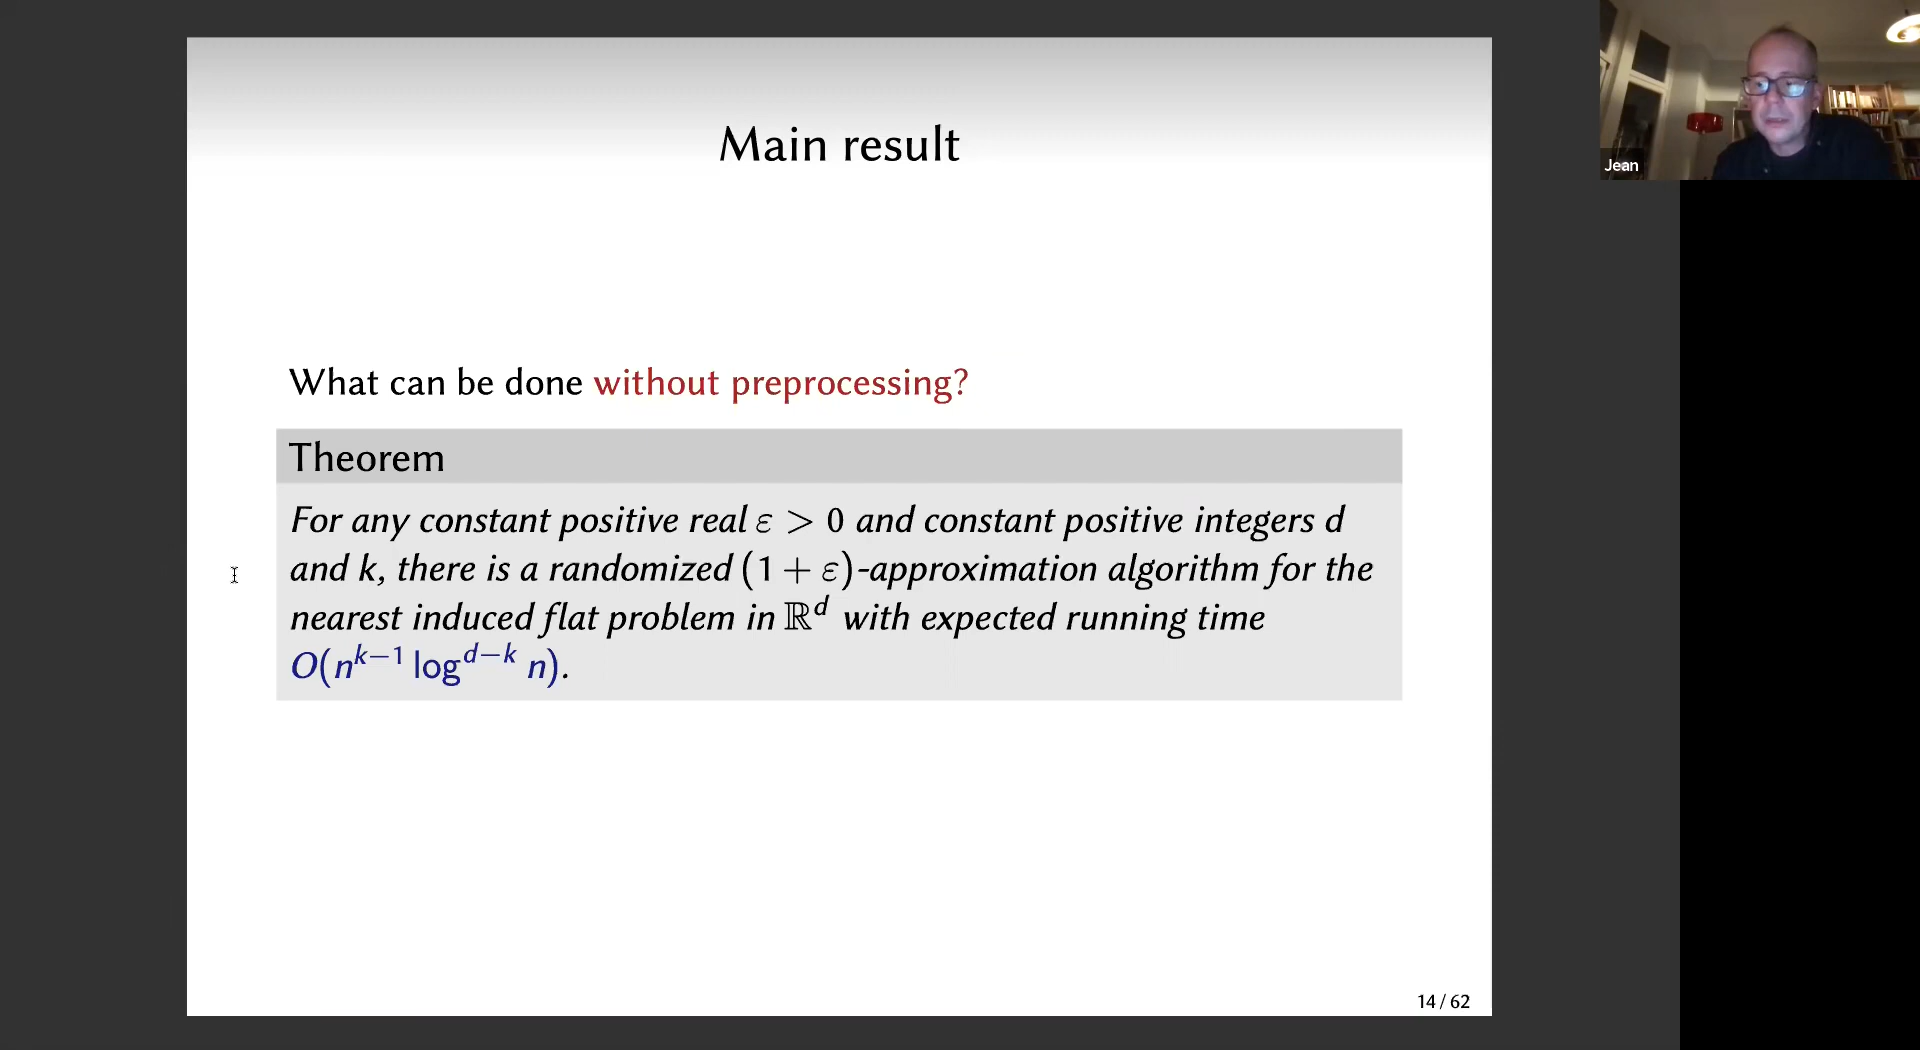 Main result
What can be done without preprocessing?
Theorem
For any constant positive real ε > 0 and constant positive integers d
and k, there is a randomized (1 + ε)-approximation algorithm for the
nearest induced flat problem in ℝ^d with expected running time
O(n^{k−1} log^{d−k} n).
14 / 62
Jean